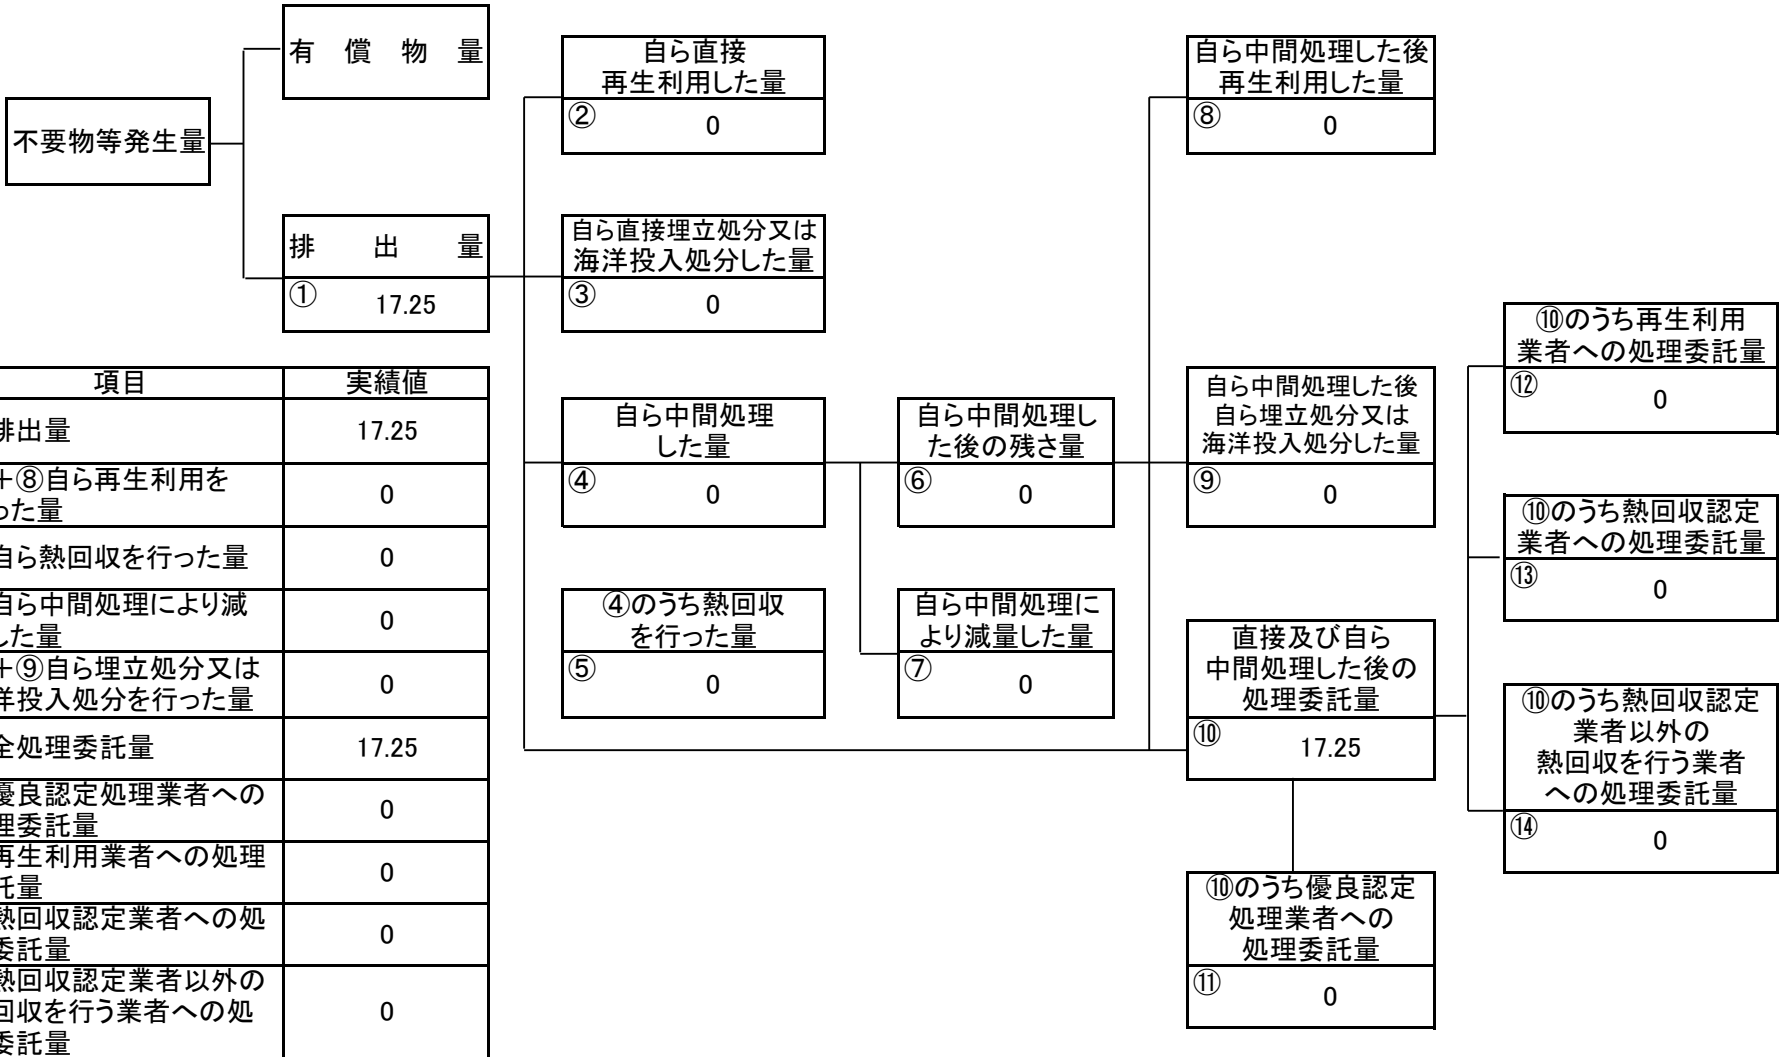 有償物量
不要物等発生量
排出量
① 17.25
自ら直接
再生利用した量
② 0
自ら直接埋立処分又は
海洋投入処分した量
③ 0
自ら中間処理
した量
④ 0
④のうち熱回収
を行った量
⑤ 0
自ら中間処理し
た後の残さ量
⑥ 0
自ら中間処理に
より減量した量
⑦ 0
自ら中間処理した後
再生利用した量
⑧ 0
自ら中間処理した後
自ら埋立処分又は
海洋投入処分した量
⑨ 0
直接及び自ら
中間処理した後の
処理委託量
⑩ 17.25
⑩のうち優良認定
処理業者への
処理委託量
⑪ 0
⑩のうち再生利用
業者への処理委託量
⑫ 0
⑩のうち熱回収認定
業者への処理委託量
⑬ 0
⑩のうち熱回収認定
業者以外の
熱回収を行う業者
への処理委託量
⑭ 0
項目 実績値
排出量 17.25
+⑧自ら再生利用を
った量 0
自ら熱回収を行った量 0
自ら中間処理により減
した量 0
+⑨自ら埋立処分又は
洋投入処分を行った量 0
全処理委託量 17.25
優良認定処理業者への
理委託量 0
再生利用業者への処理
託量 0
熱回収認定業者への処
委託量 0
熱回収認定業者以外の
回収を行う業者への処
委託量 0